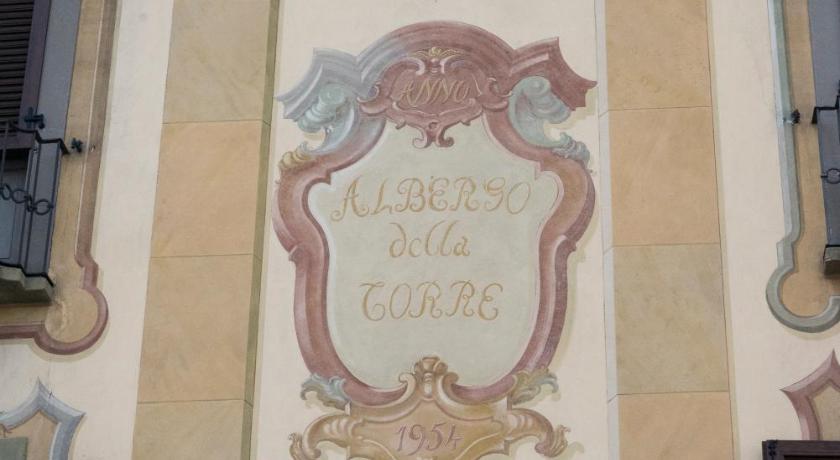 ANNO
ALBERGO
della
TORRE
1954